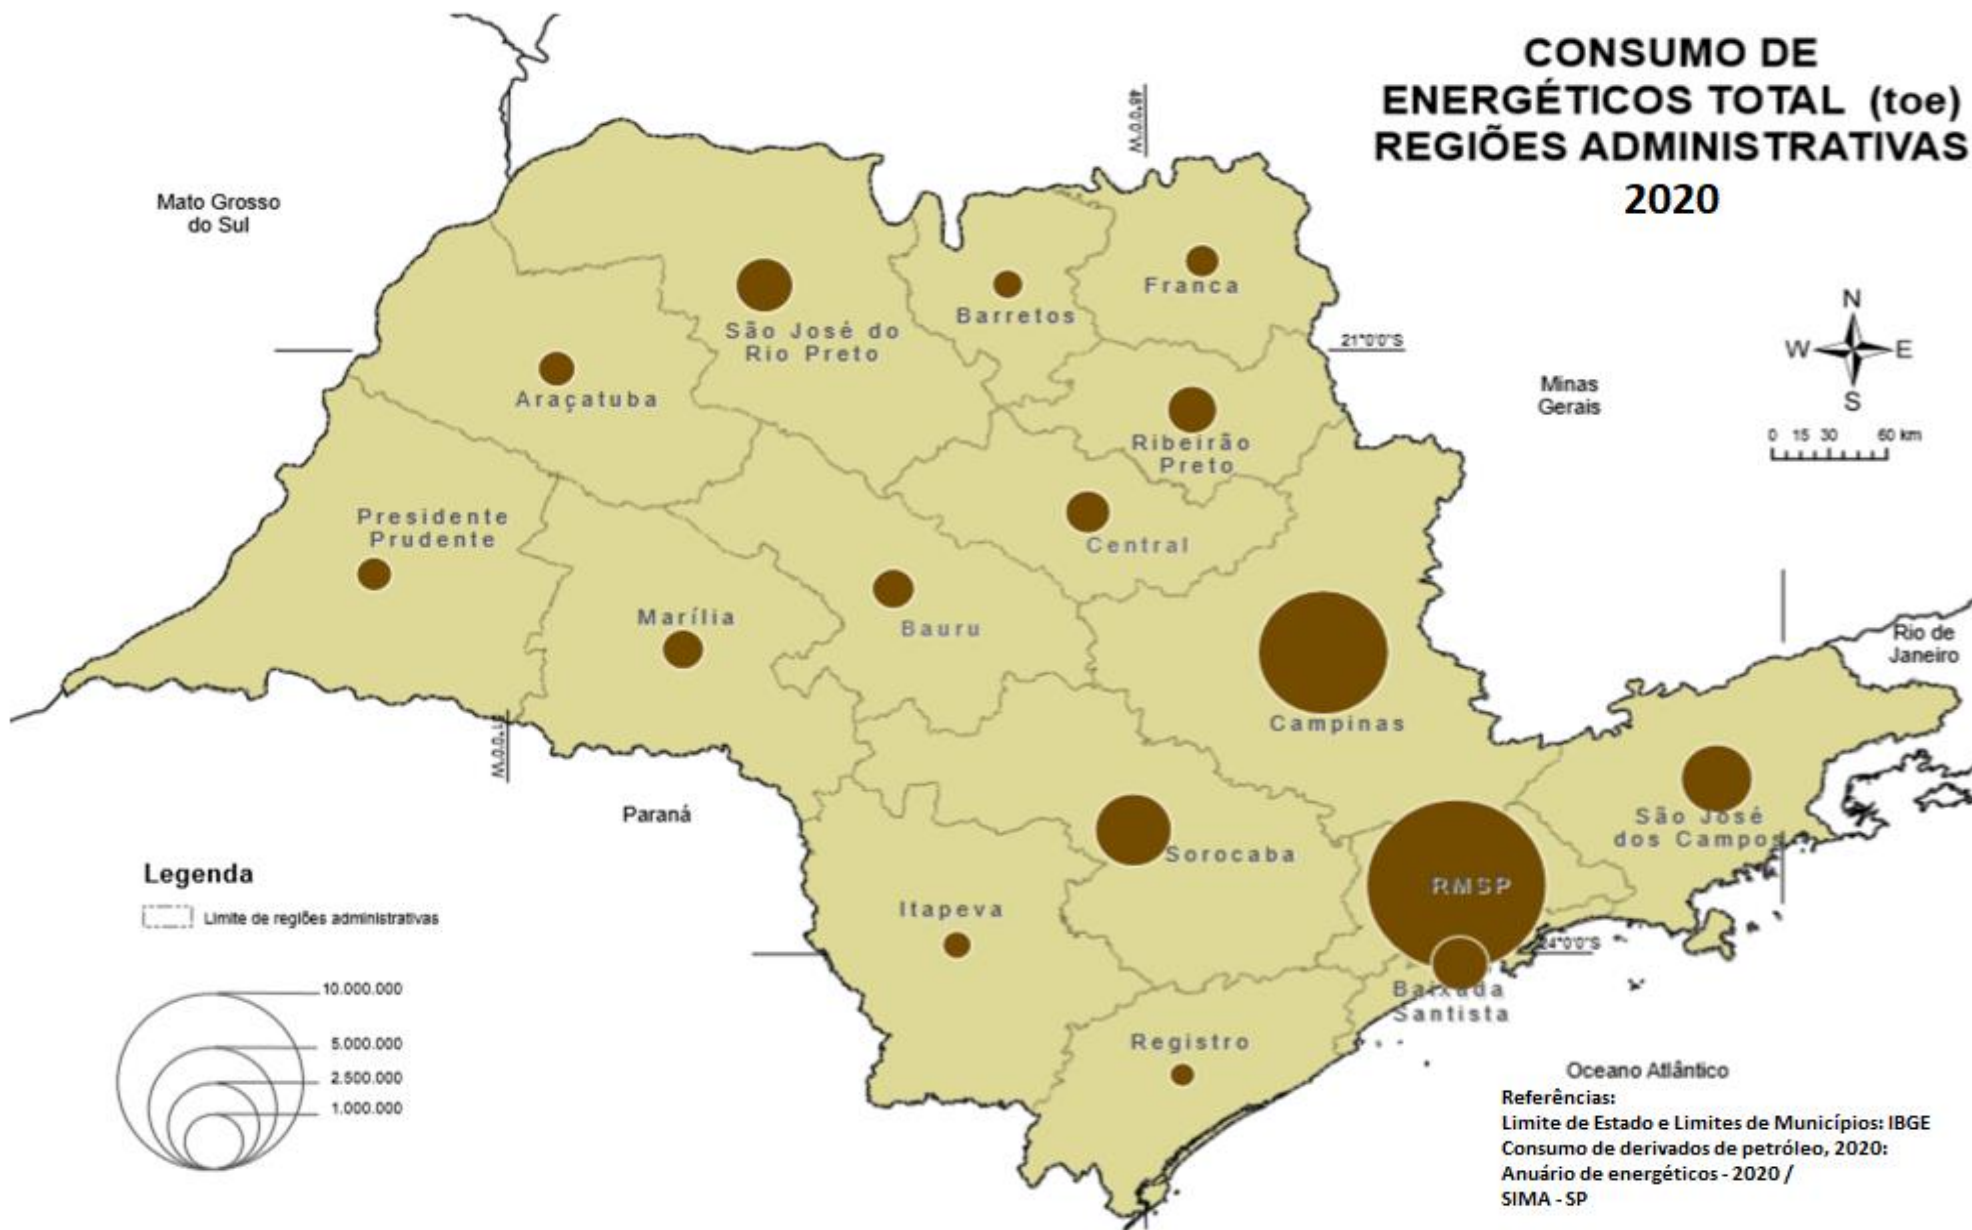 CONSUMO DE
ENERGÉTICOS TOTAL (toe)
REGIÕES ADMINISTRATIVAS
2020
48°0'0"W
Mato Grosso
do Sul
Franca
Barretos
São José do
Rio Preto
N
W E
S
21°0'0"S
Minas
Gerais
Araçatuba
0 15 30 60 km
Ribeirão
Preto
Presidente
Prudente
Central
Marília
Bauru
Rio de
Janeiro
Campinas
51°0'0"W
Paraná
São José
dos Campos
Sorocaba
RMSP
Itapeva
24°0'0"S
Baixada
Santista
Registro
Legenda
Limite de regiões administrativas
10.000.000
5.000.000
2.500.000
1.000.000
Oceano Atlântico
Referências:
Limite de Estado e Limites de Municípios: IBGE
Consumo de derivados de petróleo, 2020:
Anuário de energéticos - 2020 /
SIMA - SP